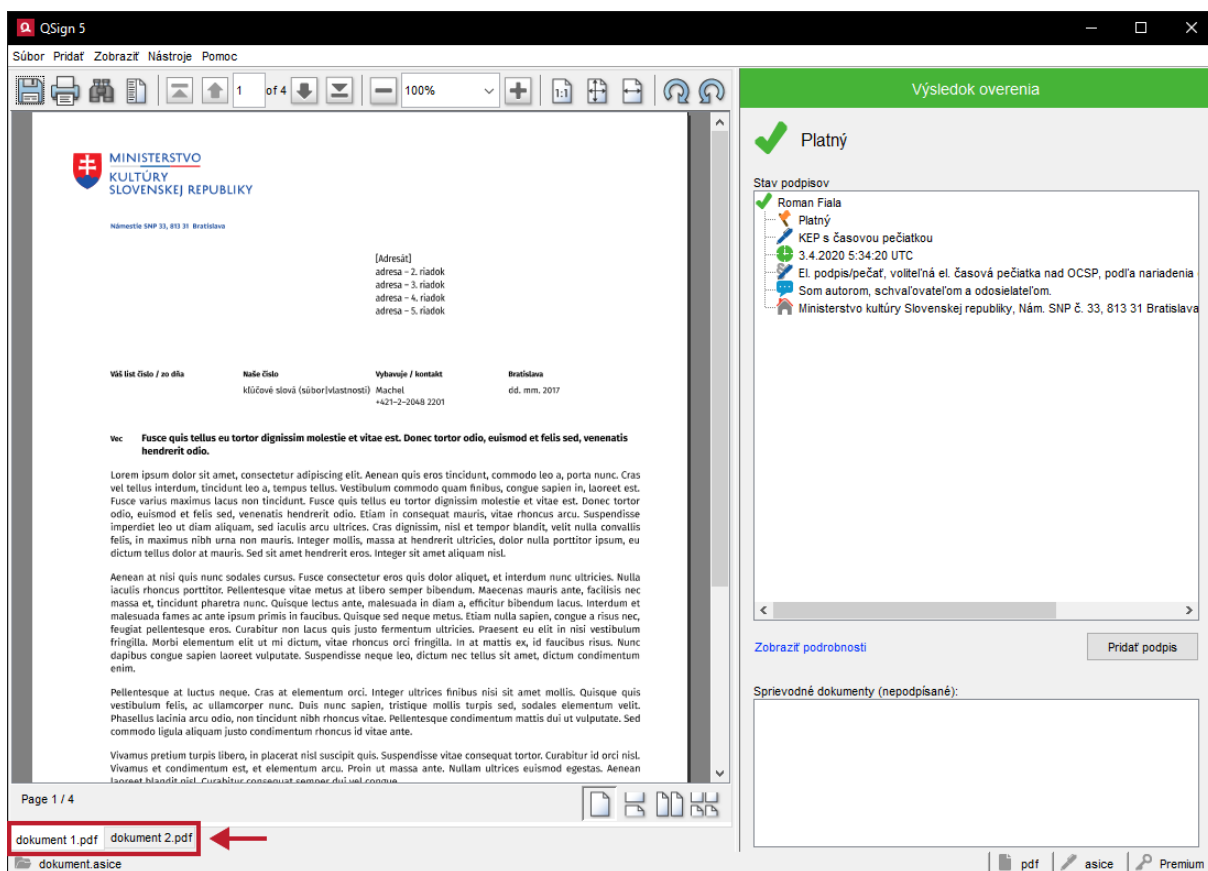 QSign 5
Súbor Pridať Zobraziť Nástroje Pomoc
1 of 4 100% 1:1
MINISTERSTVO
KULTÚRY
SLOVENSKEJ REPUBLIKY
Námestie SNP 33, 813 31 Bratislava
[Adresát]
adresa – 2. riadok
adresa – 3. riadok
adresa – 4. riadok
adresa – 5. riadok
Váš list číslo / zo dňa Naše číslo Vybavuje / kontakt Bratislava
kľúčové slová (súbor|vlastnosti) Machel dd. mm. 2017
+421–2–2048 2201
Vec Fusce quis tellus eu tortor dignissim molestie et vitae est. Donec tortor odio, euismod et felis sed, venenatis
hendrerit odio.
Lorem ipsum dolor sit amet, consectetur adipiscing elit. Aenean quis eros tincidunt, commodo leo a, porta nunc. Cras
vel tellus interdum, tincidunt leo a, tempus tellus. Vestibulum commodo quam finibus, congue sapien in, laoreet est.
Fusce varius maximus lacus non tincidunt. Fusce quis tellus eu tortor dignissim molestie et vitae est. Donec tortor
odio, euismod et felis sed, venenatis hendrerit odio. Etiam in consequat mauris, vitae rhoncus arcu. Suspendisse
imperdiet leo ut diam aliquam, sed iaculis arcu ultrices. Cras dignissim, nisl et tempor blandit, velit nulla convallis
felis, in maximus nibh urna non mauris. Integer mollis, massa at hendrerit ultricies, dolor nulla porttitor ipsum, eu
dictum tellus dolor at mauris. Sed sit amet hendrerit eros. Integer sit amet aliquam nisl.
Aenean at nisi quis nunc sodales cursus. Fusce consectetur eros quis dolor aliquet, et interdum nunc ultricies. Nulla
iaculis rhoncus porttitor. Pellentesque vitae metus at libero semper bibendum. Maecenas mauris ante, facilisis nec
massa et, tincidunt pharetra nunc. Quisque lectus ante, malesuada in diam a, efficitur bibendum lacus. Interdum et
malesuada fames ac ante ipsum primis in faucibus. Quisque sed neque metus. Etiam nulla sapien, congue a risus nec,
feugiat pellentesque eros. Curabitur non lacus quis justo fermentum ultricies. Praesent eu elit in nisi vestibulum
fringilla. Morbi elementum elit ut mi dictum, vitae rhoncus orci fringilla. In at mattis ex, id faucibus risus. Nunc
dapibus congue sapien laoreet vulputate. Suspendisse neque leo, dictum nec tellus sit amet, dictum condimentum
enim.
Pellentesque at luctus neque. Cras at elementum orci. Integer ultrices finibus nisi sit amet mollis. Quisque quis
vestibulum felis, ac ullamcorper nunc. Duis nunc sapien, tristique mollis turpis sed, sodales elementum velit.
Phasellus lacinia arcu odio, non tincidunt nibh rhoncus vitae. Pellentesque condimentum mattis dui ut vulputate. Sed
commodo ligula aliquam justo condimentum rhoncus id vitae ante.
Vivamus pretium turpis libero, in placerat nisl suscipit quis. Suspendisse vitae consequat tortor. Curabitur id orci nisl.
Vivamus et condimentum est, et elementum arcu. Proin ut massa ante. Nullam ultrices euismod egestas. Aenean
laoreet blandit nisl. Curabitur consequat semper dui vel congue.
Page 1 / 4
dokument 1.pdf dokument 2.pdf
dokument.asice
Výsledok overenia
Platný
Stav podpisov
Roman Fiala
Platný
KEP s časovou pečiatkou
3.4.2020 5:34:20 UTC
El. podpis/pečať, voliteľná el. časová pečiatka nad OCSP, podľa nariadenia
Som autorom, schvaľovateľom a odosielateľom.
Ministerstvo kultúry Slovenskej republiky, Nám. SNP č. 33, 813 31 Bratislava
Zobraziť podrobnosti Pridať podpis
Sprievodné dokumenty (nepodpísané):
pdf asice Premium